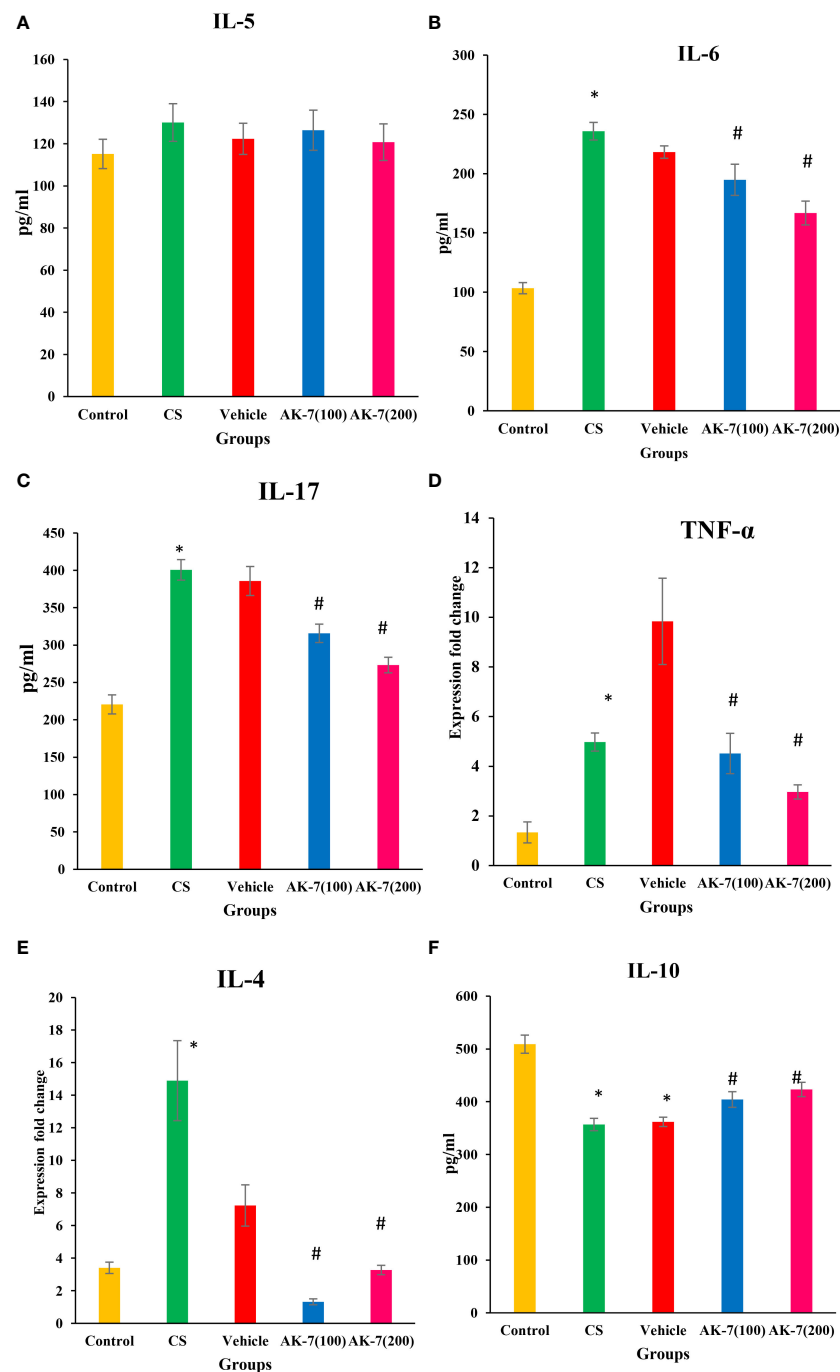 A
IL-5
160
140
120
100
80
60
40
20
0
pg/ml
Control CS Vehicle AK-7(100) AK-7(200)
Groups
B
IL-6
300
250
200
150
100
50
0
pg/ml
*
#
#
Control CS Vehicle AK-7(100) AK-7(200)
Groups
C
IL-17
450
400
350
300
250
200
150
100
50
0
pg/ml
*
#
#
Control CS Vehicle AK-7(100) AK-7(200)
Groups
D
TNF-α
14
12
10
8
6
4
2
0
Expression fold change
*
#
#
Control CS Vehicle AK-7(100) AK-7(200)
Groups
E
IL-4
20
18
16
14
12
10
8
6
4
2
0
Expression fold change
*
#
#
Control CS Vehicle AK-7(100) AK-7(200)
Groups
F
IL-10
600
500
400
300
200
100
0
pg/ml
*
*
#
#
Control CS Vehicle AK-7(100) AK-7(200)
Groups